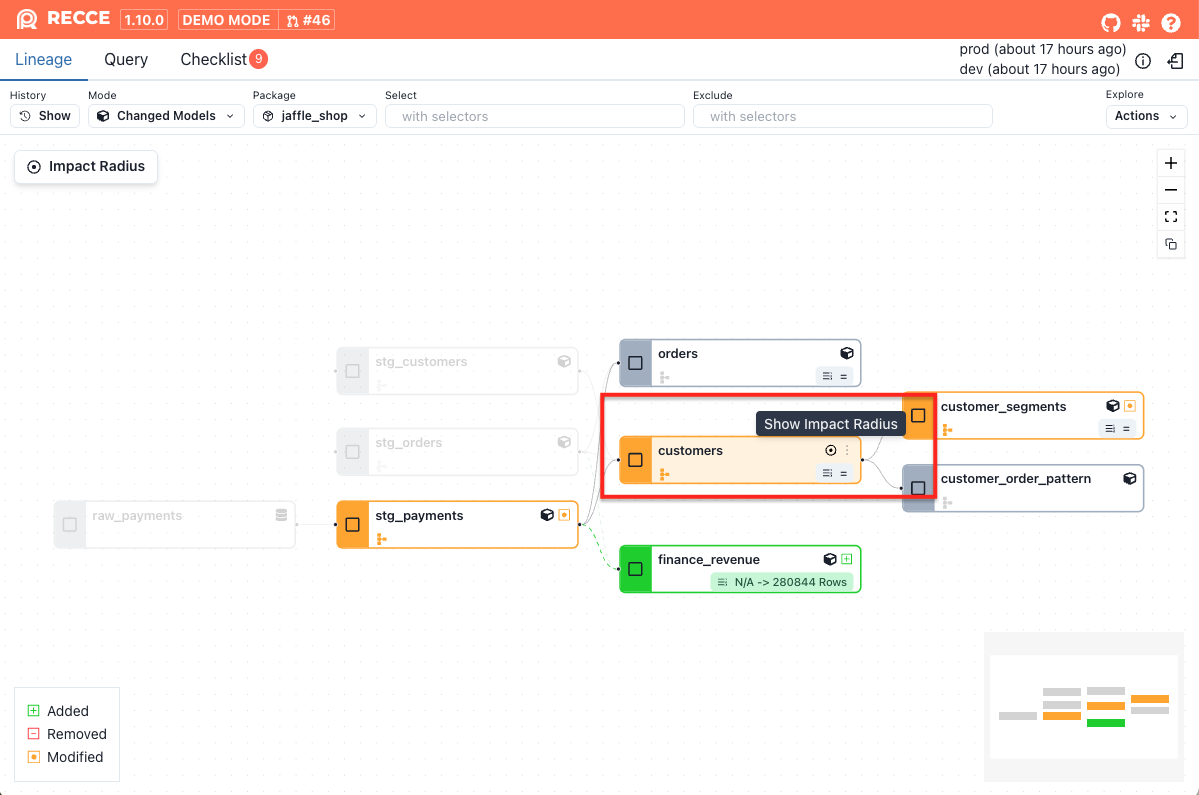 RECCE 1.10.0 DEMO MODE #46
Lineage Query Checklist 9
prod (about 17 hours ago)
dev (about 17 hours ago)
History Mode Package Select Exclude Explore
Show Changed Models jaffle_shop with selectors with selectors Actions
Impact Radius
orders
=
stg_customers
customer_segments
=
Show Impact Radius
stg_orders
customers
=
customer_order_pattern
raw_payments
stg_payments
finance_revenue
N/A -> 280844 Rows
Added
Removed
Modified